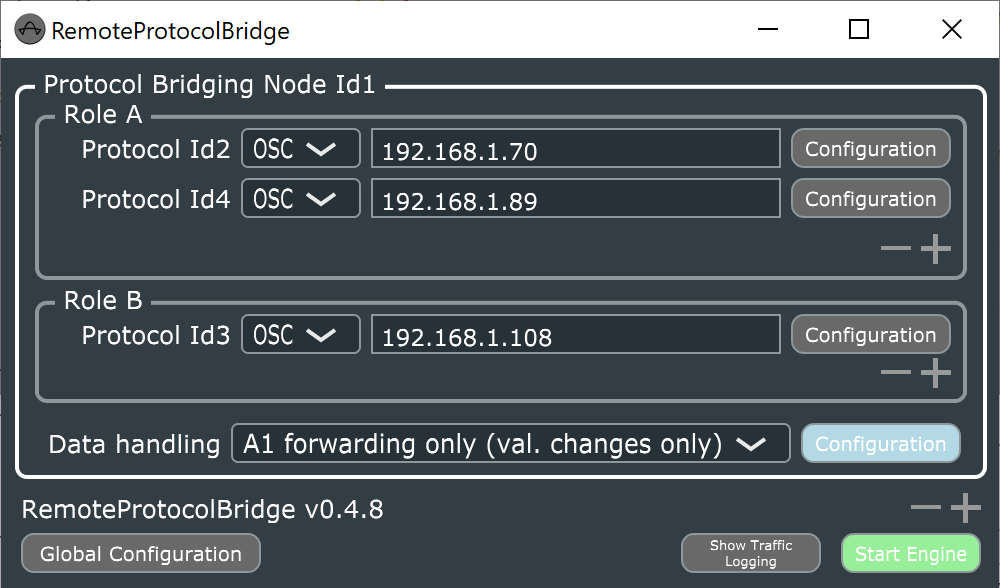 RemoteProtocolBridge
Protocol Bridging Node Id1
Role A
Protocol Id2 OSC 192.168.1.70 Configuration
Protocol Id4 OSC 192.168.1.89 Configuration
Role B
Protocol Id3 OSC 192.168.1.108 Configuration
Data handling A1 forwarding only (val. changes only) Configuration
RemoteProtocolBridge v0.4.8
Global Configuration
Show Traffic
Logging
Start Engine